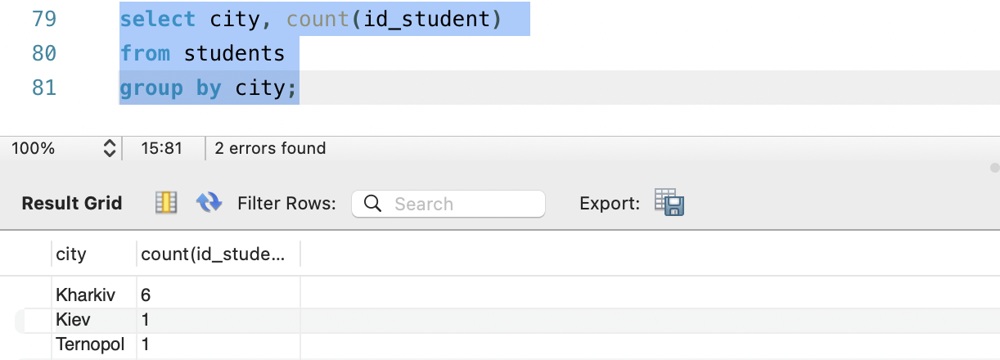 79 select city, count(id_student)
80 from students
81 group by city;
100% 15:81 2 errors found
Result Grid Filter Rows: Search Export:
city count(id_stude...
Kharkiv 6
Kiev 1
Ternopol 1